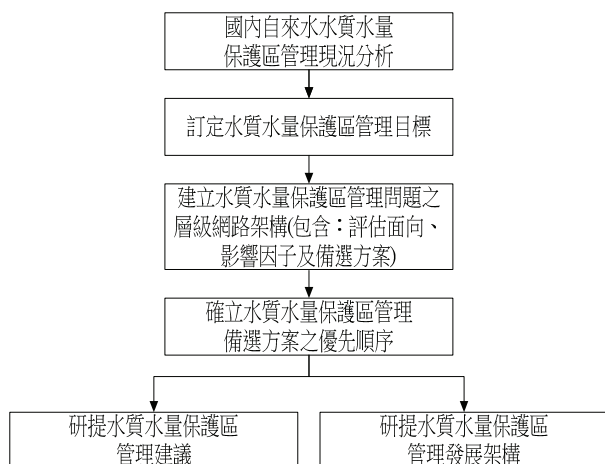 國內自來水水質水量
保護區管理現況分析
訂定水質水量保護區管理目標
建立水質水量保護區管理問題之
層級網路架構(包含：評估面向、
影響因子及備選方案)
確立水質水量保護區管理
備選方案之優先順序
研提水質水量保護區
管理建議
研提水質水量保護區
管理發展架構